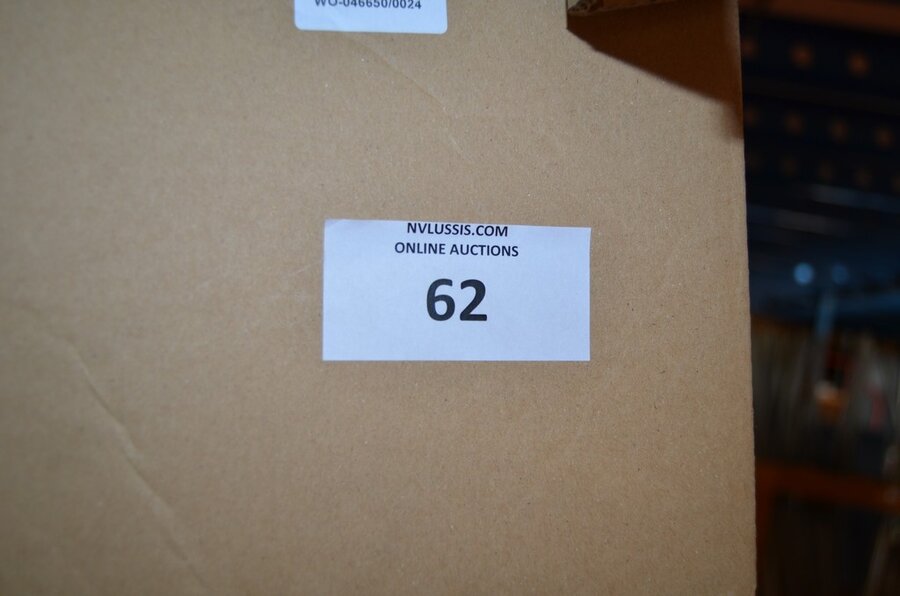 WO-046650/0024
NVLUSSIS.COM
ONLINE AUCTIONS
62